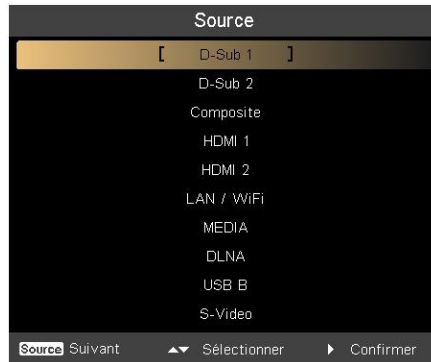 Source
[ D-Sub 1 ]
D-Sub 2
Composite
HDMI 1
HDMI 2
LAN / WiFi
MEDIA
DLNA
USB B
S-Video
Source Suivant ▲▼ Sélectionner ▶ Confirmer